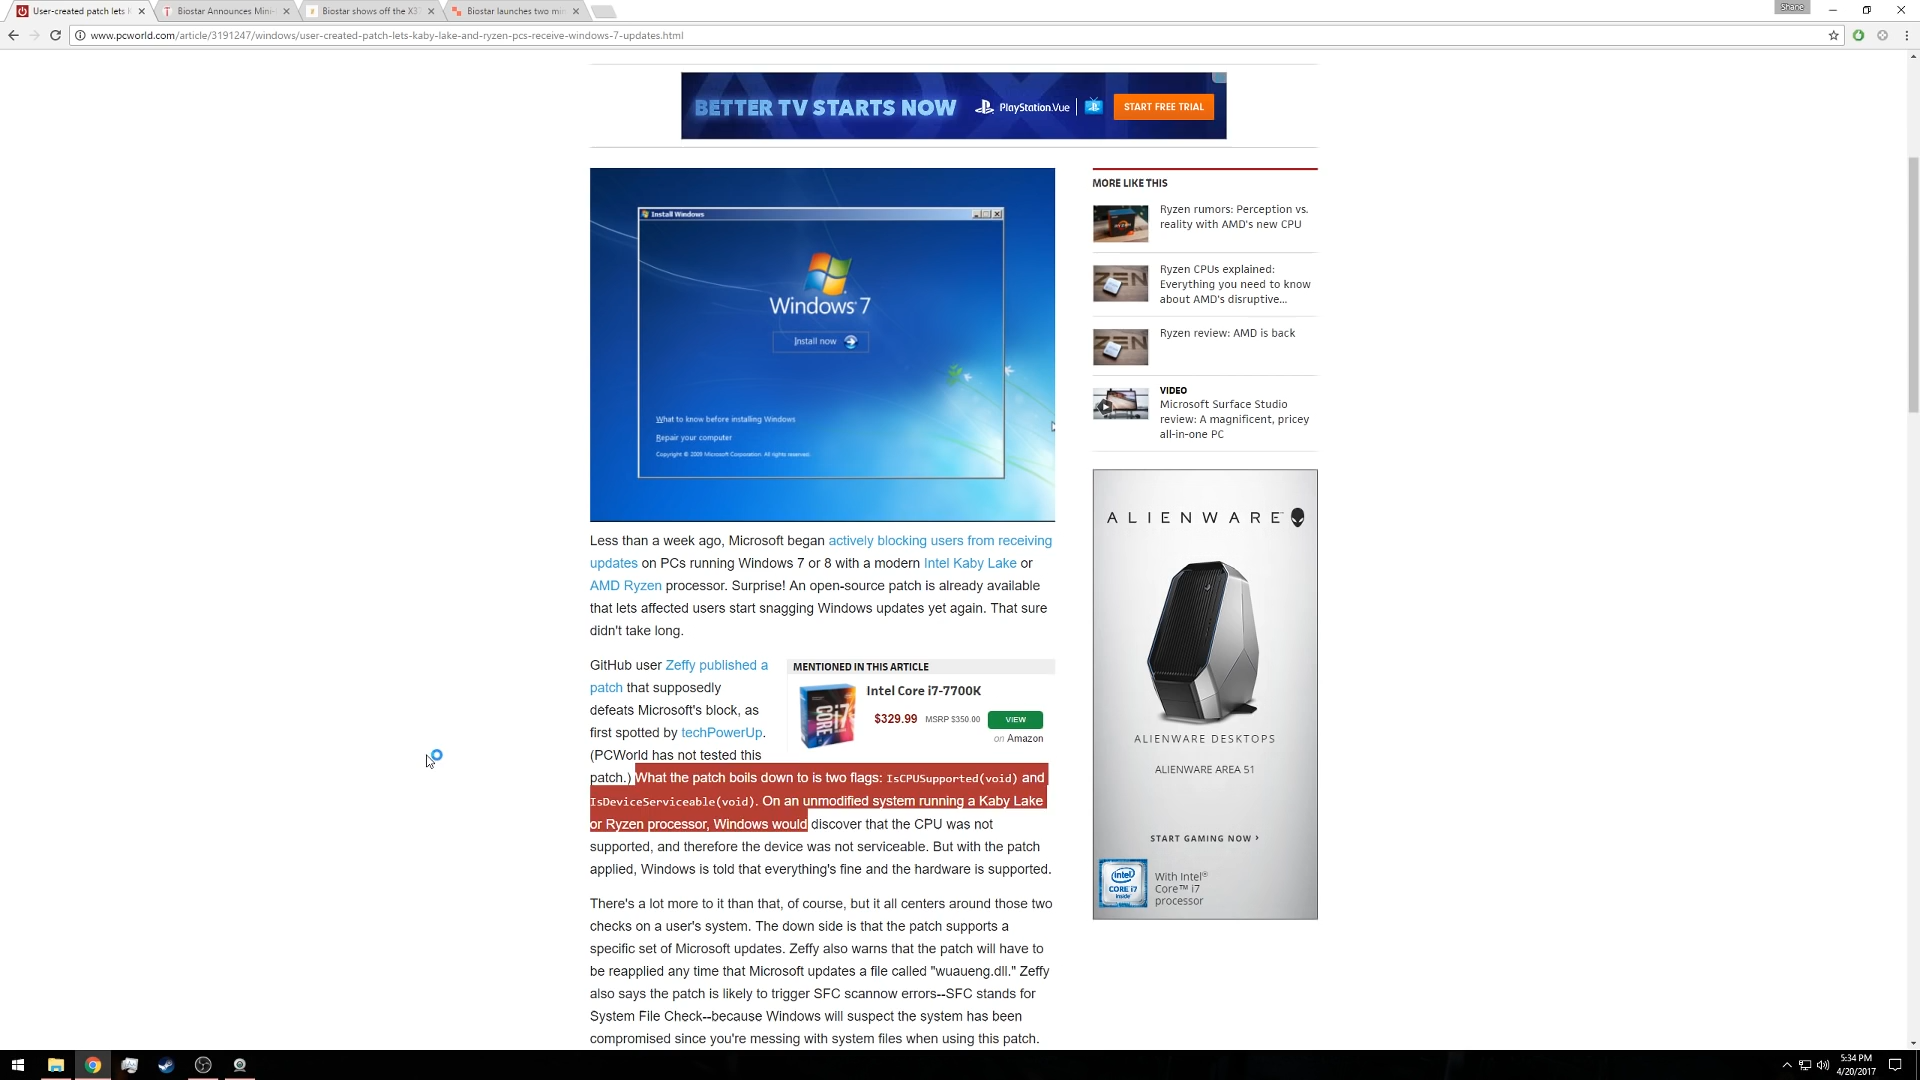 User-created patch lets
Biostar Announces Mini-
Biostar shows off the X3
Biostar launches two mi
Shane
www.pcworld.com/article/3191247/windows/user-created-patch-lets-kaby-lake-and-ryzen-pcs-receive-windows-7-updates.html
BETTER TV STARTS NOW
PlayStation.Vue
START FREE TRIAL
Install Windows
Windows 7
Install now
What to know before installing Windows
Repair your computer
Copyright © 2009 Microsoft Corporation. All rights reserved.
Less than a week ago, Microsoft began actively blocking users from receiving
updates on PCs running Windows 7 or 8 with a modern Intel Kaby Lake or
AMD Ryzen processor. Surprise! An open-source patch is already available
that lets affected users start snagging Windows updates yet again. That sure
didn't take long.
GitHub user Zeffy published a
patch that supposedly
defeats Microsoft's block, as
first spotted by techPowerUp.
(PCWorld has not tested this
patch.) What the patch boils down to is two flags: IsCPUSupported(void) and
IsDeviceServiceable(void). On an unmodified system running a Kaby Lake
or Ryzen processor, Windows would discover that the CPU was not
supported, and therefore the device was not serviceable. But with the patch
applied, Windows is told that everything's fine and the hardware is supported.
MENTIONED IN THIS ARTICLE
Intel Core i7-7700K
$329.99 MSRP $350.00 VIEW
on Amazon
There's a lot more to it than that, of course, but it all centers around those two
checks on a user's system. The down side is that the patch supports a
specific set of Microsoft updates. Zeffy also warns that the patch will have to
be reapplied any time that Microsoft updates a file called "wuaueng.dll." Zeffy
also says the patch is likely to trigger SFC scannow errors--SFC stands for
System File Check--because Windows will suspect the system has been
compromised since you're messing with system files when using this patch.
MORE LIKE THIS
Ryzen rumors: Perception vs.
reality with AMD's new CPU
Ryzen CPUs explained:
Everything you need to know
about AMD's disruptive...
Ryzen review: AMD is back
VIDEO
Microsoft Surface Studio
review: A magnificent, pricey
all-in-one PC
ALIENWARE
ALIENWARE DESKTOPS
ALIENWARE AREA 51
START GAMING NOW ›
intel
CORE i7
inside
With Intel®
Core™ i7
processor
5:34 PM
4/20/2017